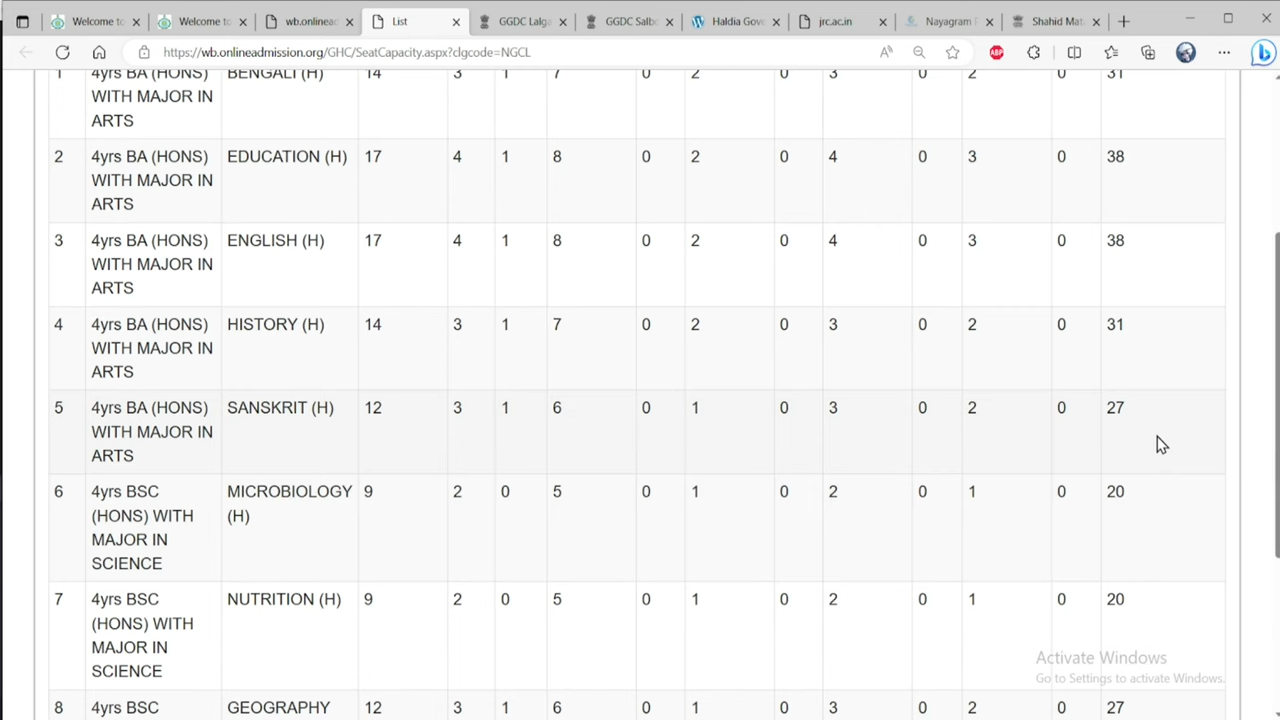 Welcome to
Welcome to
wb.onlinead
List
GGDC Lalga
GGDC Salbo
Haldia Gove
jrc.ac.in
Nayagram P
Shahid Mat
https://wb.onlineadmission.org/GHC/SeatCapacity.aspx?clgcode=NGCL
ABP
1 4yrs BA (HONS) BENGALI (H) 14 3 1 7 0 2 0 3 0 2 0 31
WITH MAJOR IN
ARTS
2 4yrs BA (HONS) EDUCATION (H) 17 4 1 8 0 2 0 4 0 3 0 38
WITH MAJOR IN
ARTS
3 4yrs BA (HONS) ENGLISH (H) 17 4 1 8 0 2 0 4 0 3 0 38
WITH MAJOR IN
ARTS
4 4yrs BA (HONS) HISTORY (H) 14 3 1 7 0 2 0 3 0 2 0 31
WITH MAJOR IN
ARTS
5 4yrs BA (HONS) SANSKRIT (H) 12 3 1 6 0 1 0 3 0 2 0 27
WITH MAJOR IN
ARTS
6 4yrs BSC MICROBIOLOGY 9 2 0 5 0 1 0 2 0 1 0 20
(HONS) WITH (H)
MAJOR IN
SCIENCE
7 4yrs BSC NUTRITION (H) 9 2 0 5 0 1 0 2 0 1 0 20
(HONS) WITH
MAJOR IN
SCIENCE
Activate Windows
Go to Settings to activate Windows.
8 4yrs BSC GEOGRAPHY 12 3 1 6 0 1 0 3 0 2 0 27